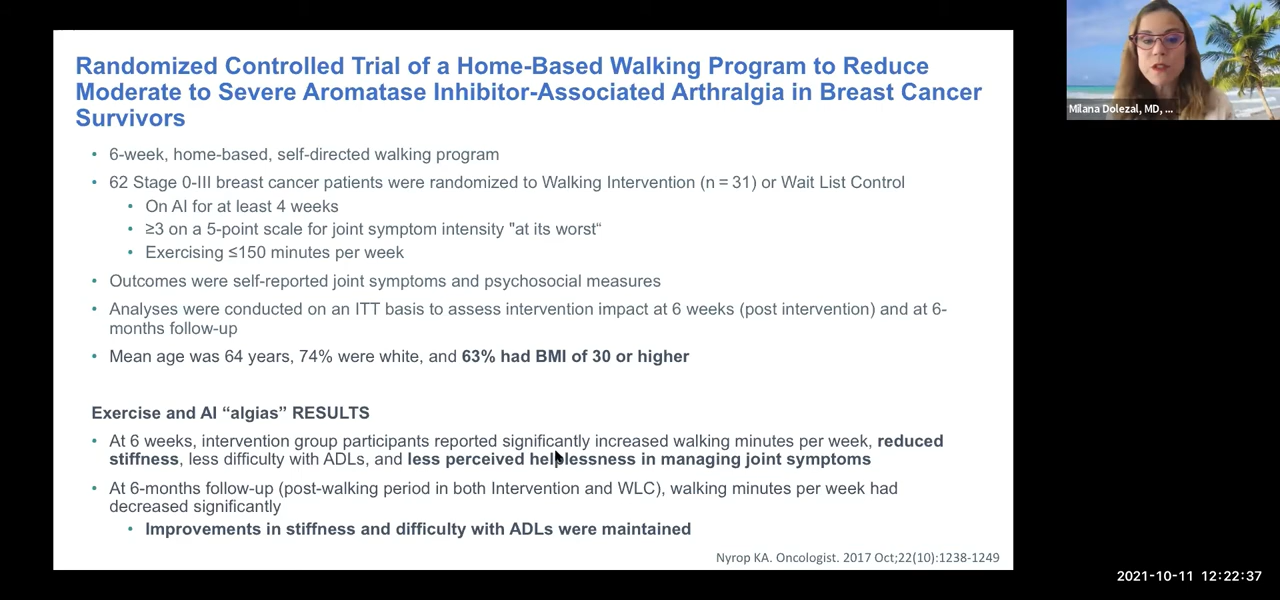 Randomized Controlled Trial of a Home-Based Walking Program to Reduce
Moderate to Severe Aromatase Inhibitor-Associated Arthralgia in Breast Cancer
Survivors
• 6-week, home-based, self-directed walking program
• 62 Stage 0-III breast cancer patients were randomized to Walking Intervention (n = 31) or Wait List Control
• On AI for at least 4 weeks
• ≥3 on a 5-point scale for joint symptom intensity "at its worst“
• Exercising ≤150 minutes per week
• Outcomes were self-reported joint symptoms and psychosocial measures
• Analyses were conducted on an ITT basis to assess intervention impact at 6 weeks (post intervention) and at 6-
months follow-up
• Mean age was 64 years, 74% were white, and 63% had BMI of 30 or higher
Exercise and AI “algias” RESULTS
• At 6 weeks, intervention group participants reported significantly increased walking minutes per week, reduced
stiffness, less difficulty with ADLs, and less perceived helplessness in managing joint symptoms
• At 6-months follow-up (post-walking period in both Intervention and WLC), walking minutes per week had
decreased significantly
• Improvements in stiffness and difficulty with ADLs were maintained
Nyrop KA. Oncologist. 2017 Oct;22(10):1238-1249
Milana Dolezal, MD, ...
2021-10-11 12:22:37